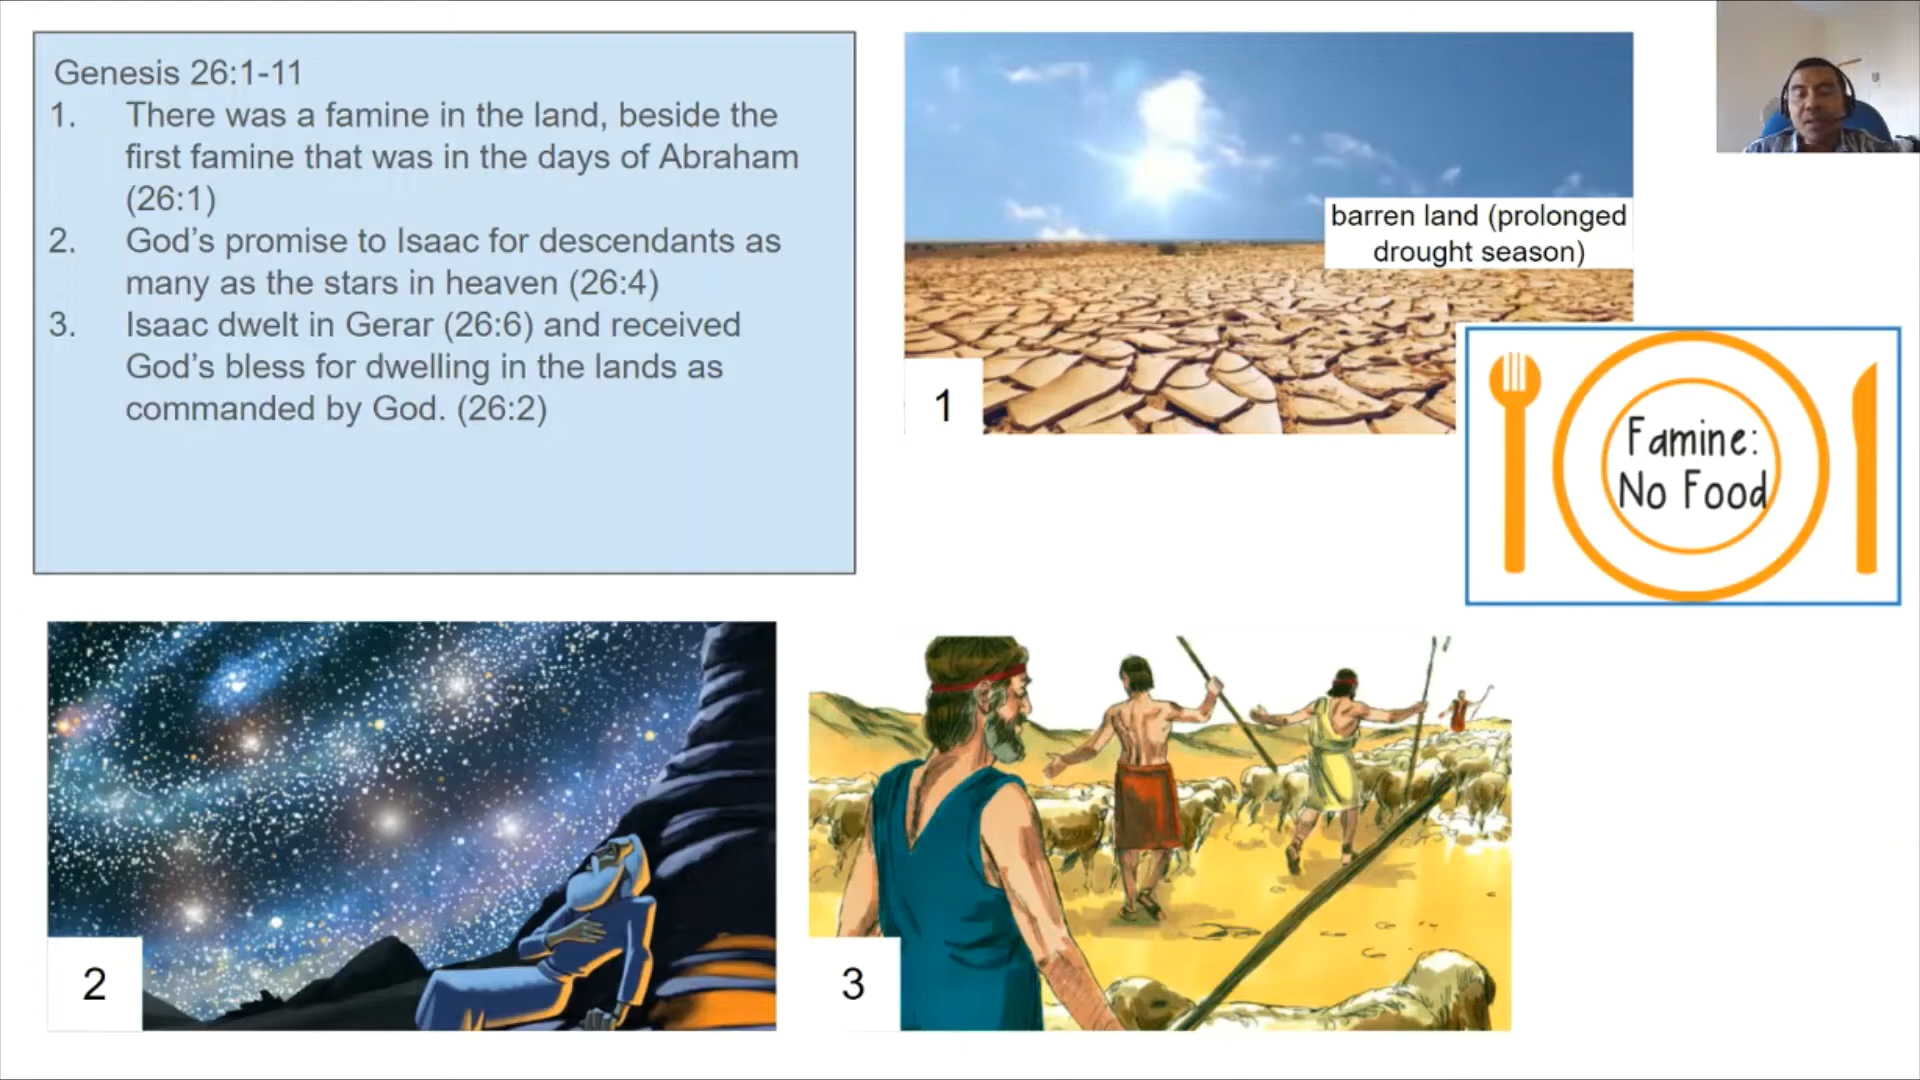 Genesis 26:1-11
1. There was a famine in the land, beside the
first famine that was in the days of Abraham
(26:1)
2. God's promise to Isaac for descendants as
many as the stars in heaven (26:4)
3. Isaac dwelt in Gerar (26:6) and received
God's bless for dwelling in the lands as
commanded by God. (26:2)
barren land (prolonged
drought season)
1
Famine:
No Food
2
3